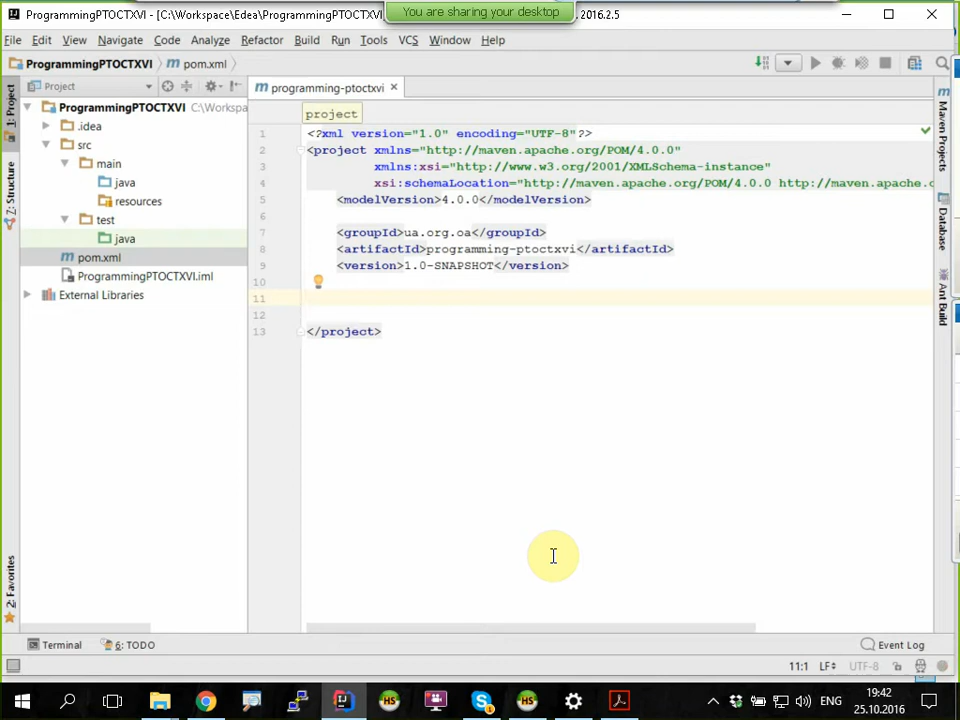 You are sharing your desktop
ProgrammingPTOCTXVI - [C:\Workspace\Edea\ProgrammingPTOCTXVI 2016.2.5
File Edit View Navigate Code Analyze Refactor Build Run Tools VCS Window Help
ProgrammingPTOCTXVI pom.xml
Project
programming-ptoctxvi
1: Project
Z: Structure
2: Favorites
ProgrammingPTOCTXVI C:\Workspa
.idea
src
main
java
resources
test
java
pom.xml
ProgrammingPTOCTXVI.iml
External Libraries
project
1 <?xml version="1.0" encoding="UTF-8"?>
2 <project xmlns="http://maven.apache.org/POM/4.0.0"
3 xmlns:xsi="http://www.w3.org/2001/XMLSchema-instance"
4 xsi:schemaLocation="http://maven.apache.org/POM/4.0.0 http://maven.apache.o
5 <modelVersion>4.0.0</modelVersion>
6
7 <groupId>ua.org.oa</groupId>
8 <artifactId>programming-ptoctxvi</artifactId>
9 <version>1.0-SNAPSHOT</version>
10
11
12
13 </project>
Maven Projects
Database
Ant Build
Terminal 6: TODO Event Log
11:1 LF UTF-8
ENG 19:42
25.10.2016